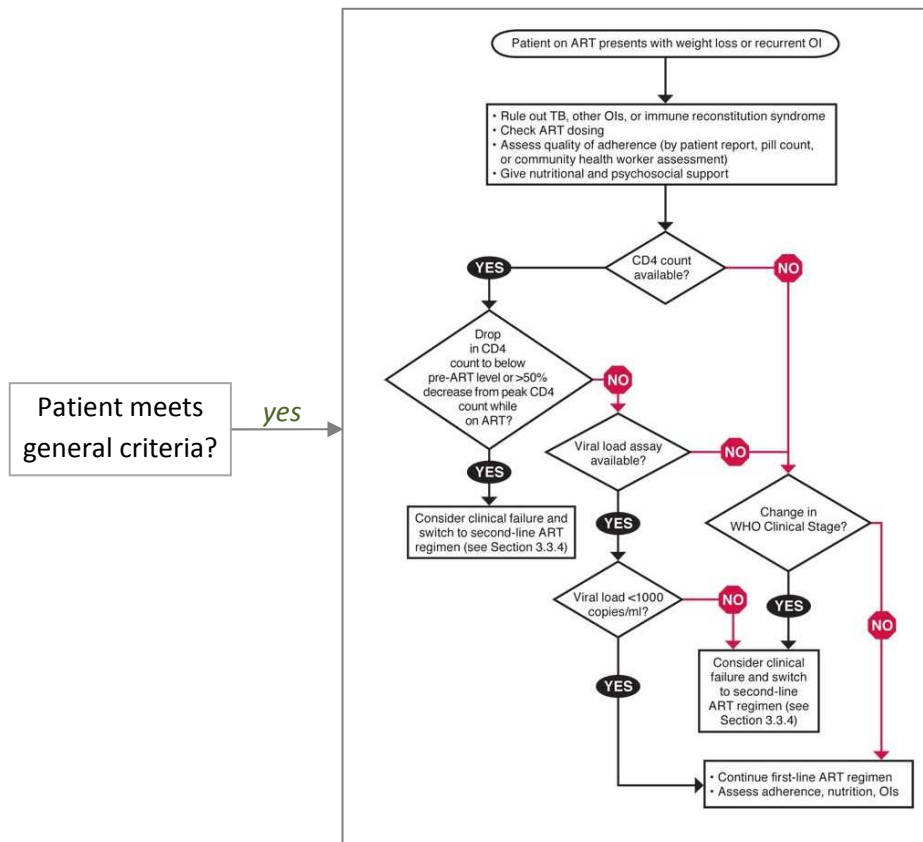 Patient meets
general criteria?
yes
Patient on ART presents with weight loss or recurrent OI
• Rule out TB, other OIs, or immune reconstitution syndrome
• Check ART dosing
• Assess quality of adherence (by patient report, pill count,
or community health worker assessment)
• Give nutritional and psychosocial support
CD4 count
available?
YES
NO
Drop
in CD4
count to below
pre-ART level or >50%
decrease from peak CD4
count while
on ART?
NO
YES
Consider clinical failure and
switch to second-line ART
regimen (see Section 3.3.4)
Viral load assay
available?
NO
YES
Change in
WHO Clinical Stage?
YES
NO
Viral load <1000
copies/ml?
NO
YES
Consider clinical
failure and switch
to second-line
ART regimen (see
Section 3.3.4)
• Continue first-line ART regimen
• Assess adherence, nutrition, OIs